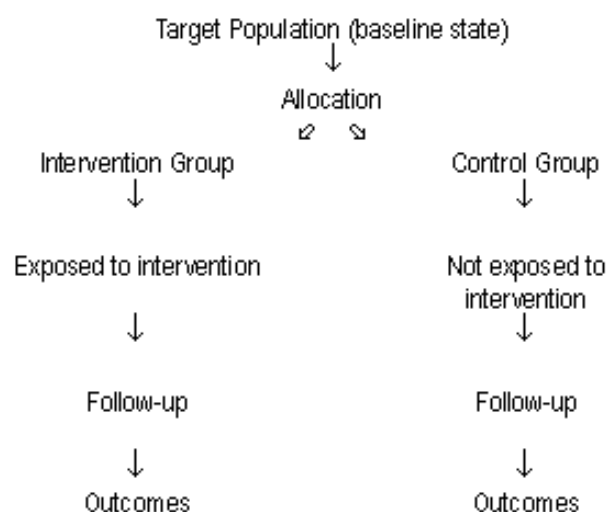 Target Population (baseline state)
Allocation
Intervention Group
Control Group
Exposed to intervention
Not exposed to
intervention
Follow-up
Follow-up
Outcomes
Outcomes